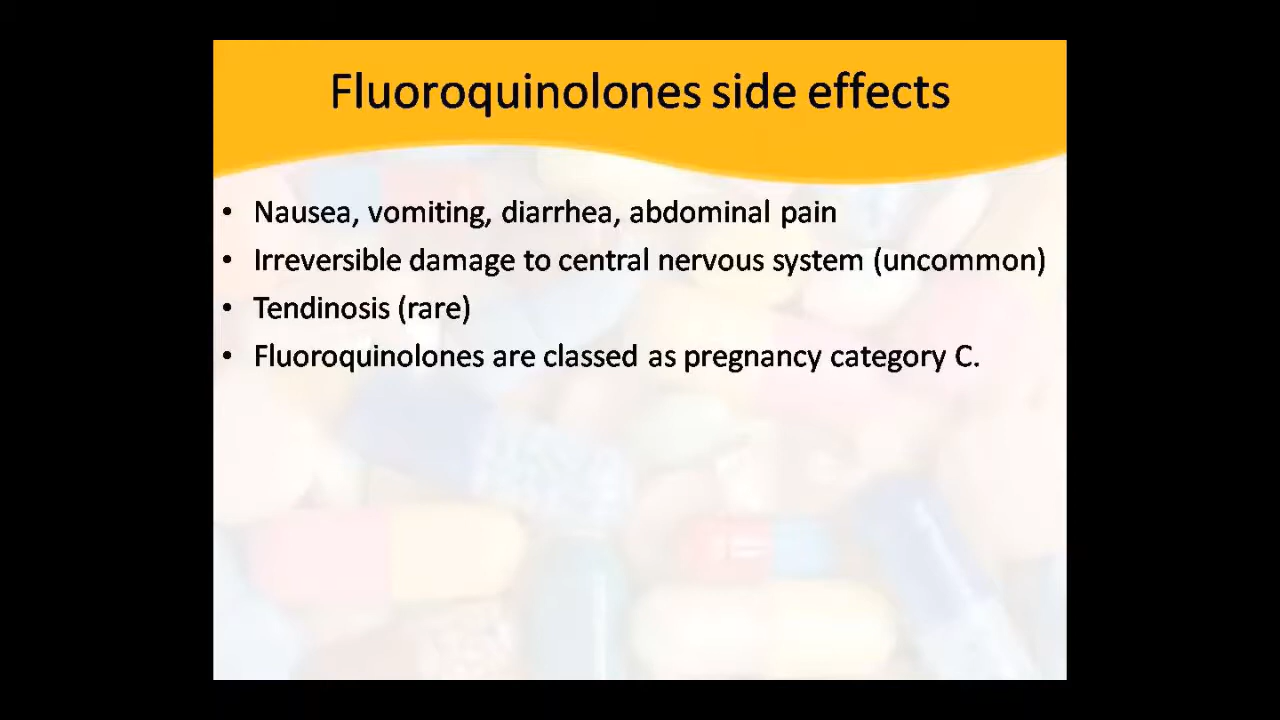 Fluoroquinolones side effects
• Nausea, vomiting, diarrhea, abdominal pain
• Irreversible damage to central nervous system (uncommon)
• Tendinosis (rare)
• Fluoroquinolones are classed as pregnancy category C.